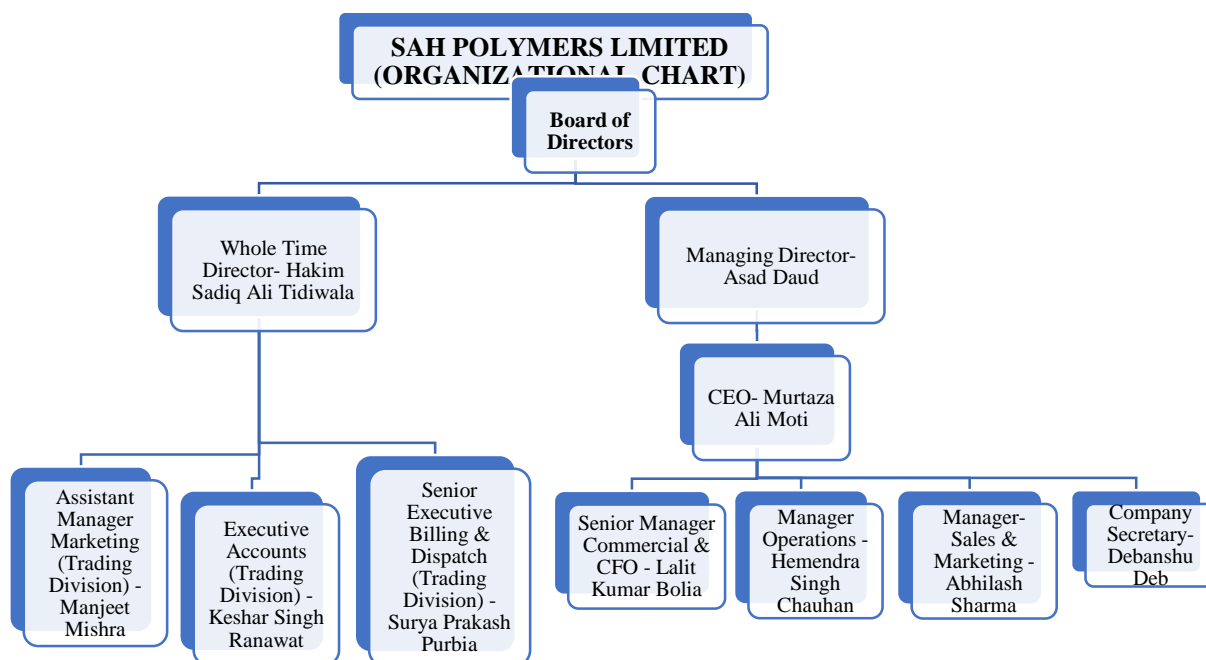 SAH POLYMERS LIMITED
(ORGANIZATIONAL CHART)
Board of
Directors
Whole Time
Director- Hakim
Sadiq Ali Tidiwala
Managing Director-
Asad Daud
CEO- Murtaza
Ali Moti
Assistant
Manager
Marketing
(Trading
Division) -
Manjeet
Mishra
Executive
Accounts
(Trading
Division) -
Keshar Singh
Ranawat
Senior
Executive
Billing &
Dispatch
(Trading
Division) -
Surya Prakash
Purbia
Senior Manager
Commercial &
CFO - Lalit
Kumar Bolia
Manager
Operations -
Hemendra
Singh
Chauhan
Manager-
Sales &
Marketing -
Abhilash
Sharma
Company
Secretary-
Debanshu
Deb